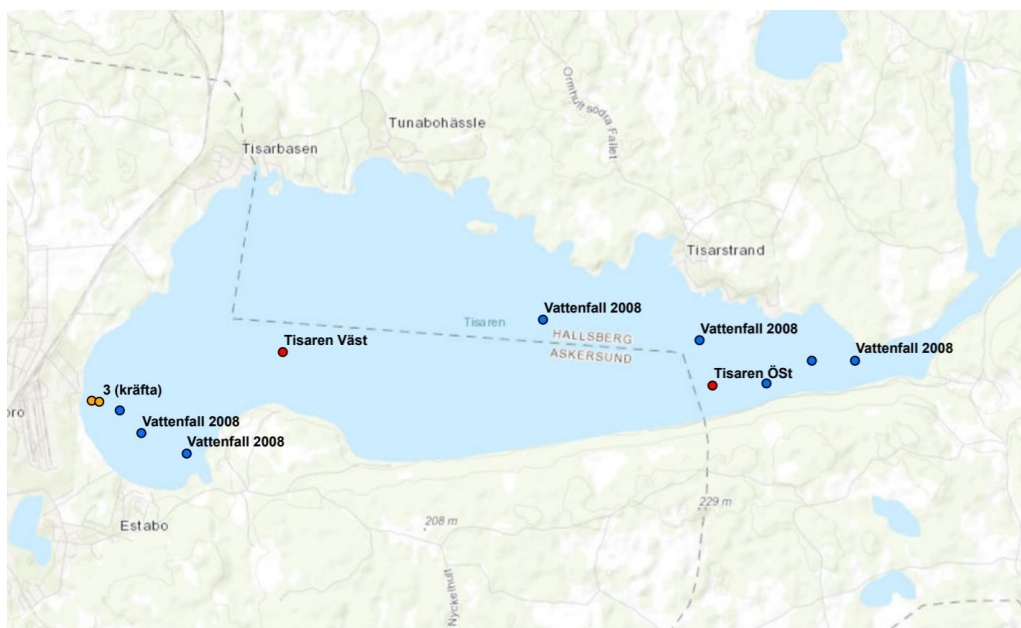 Tunabohässle
Ormhult södra Fallet
Tisarbasen
Tisarstrand
Vattenfall 2008
Tisaren
HALLSBERG
ASKERSUND
Vattenfall 2008
Tisaren Väst
Vattenfall 2008
Tisaren ÖSt
3 (kräfta)
oro
Vattenfall 2008
Vattenfall 2008
229 m
208 m
Estabo
Nyckelhult